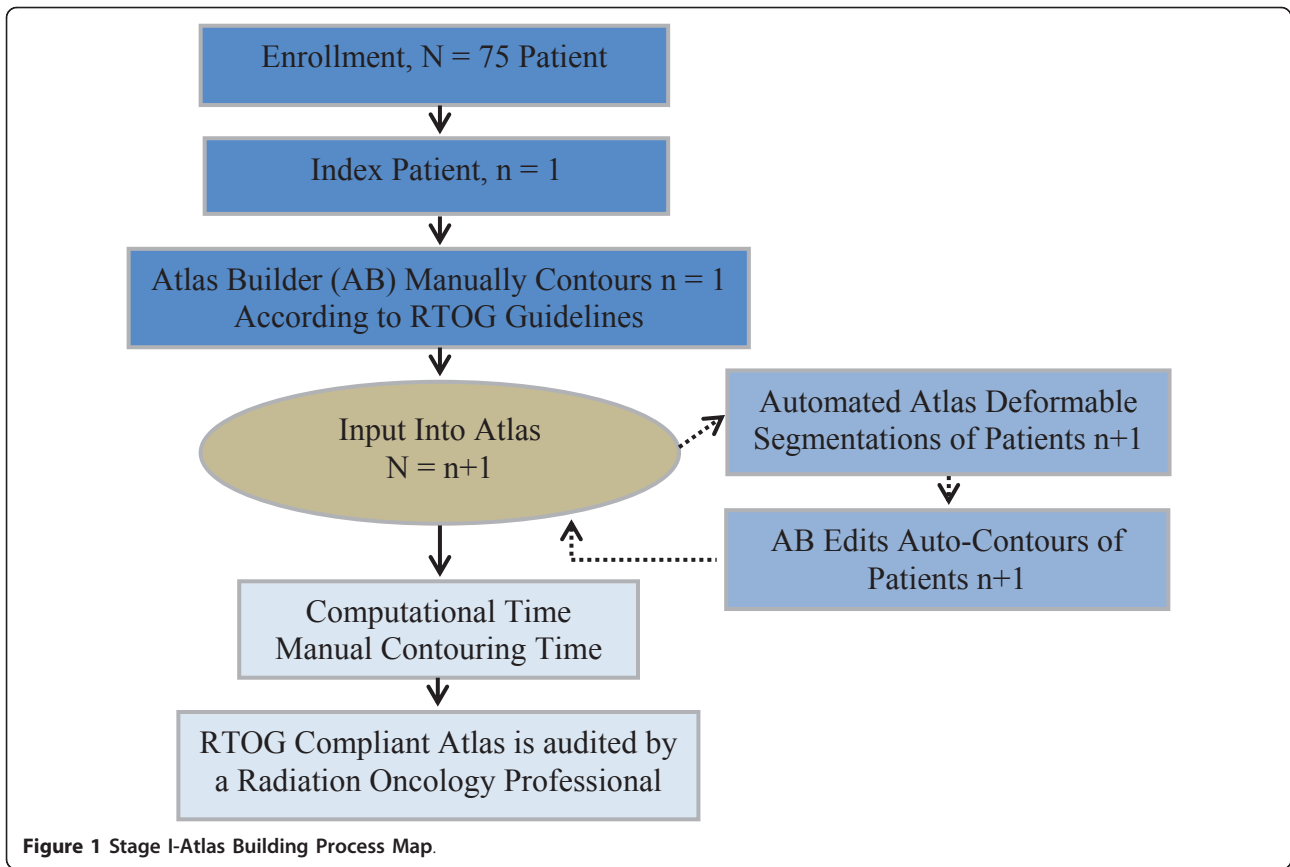 Enrollment, N = 75 Patient
Index Patient, n = 1
Atlas Builder (AB) Manually Contours n = 1
According to RTOG Guidelines
Input Into Atlas
N = n+1
Automated Atlas Deformable
Segmentations of Patients n+1
AB Edits Auto-Contours of
Patients n+1
Computational Time
Manual Contouring Time
RTOG Compliant Atlas is audited by
a Radiation Oncology Professional
Figure 1 Stage I-Atlas Building Process Map.